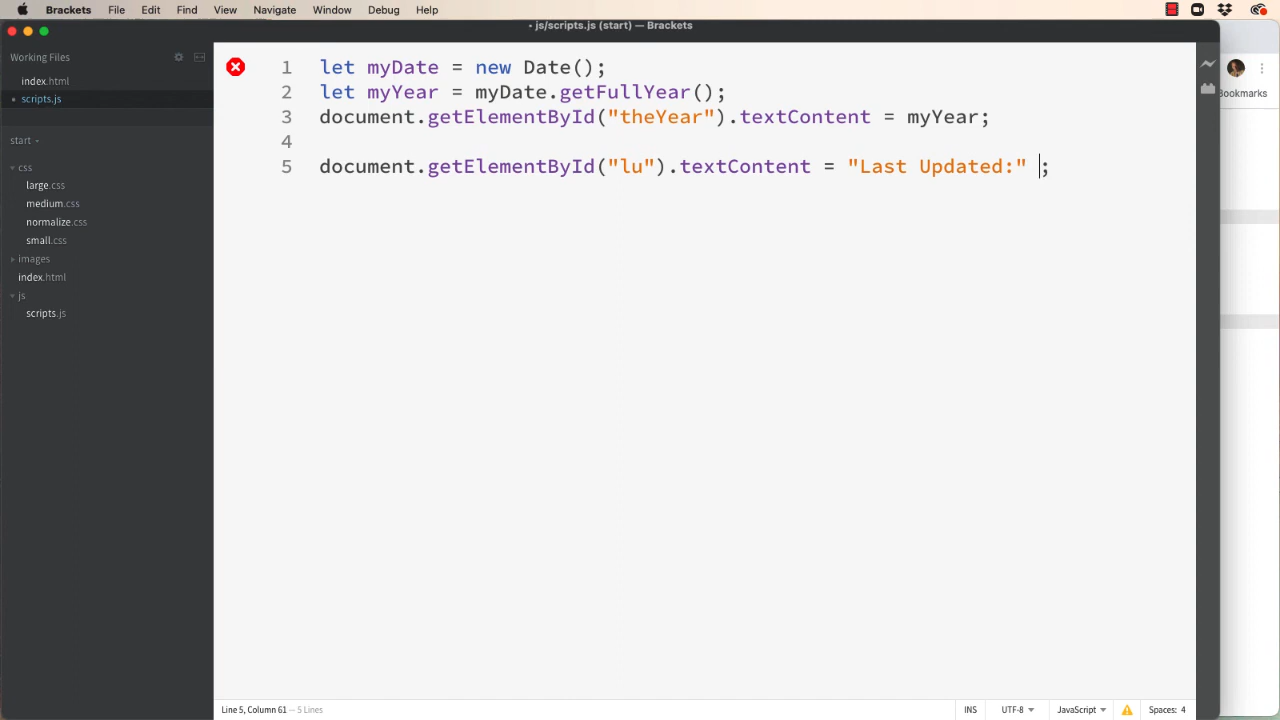 Brackets File Edit View Navigate Window Debug Help
• js/scripts.js (start) — Brackets
Working Files
index.html
• scripts.js
start
css
large.css
medium.css
normalize.css
small.css
images
index.html
js
scripts.js
1 let myDate = new Date();
2 let myYear = myDate.getFullYear();
3 document.getElementById("theYear").textContent = myYear;
4
5 document.getElementById("lu").textContent = "Last Updated:" ;
Bookmarks
Line 5, Column 61 — 5 Lines
INS UTF-8 JavaScript Spaces: 4